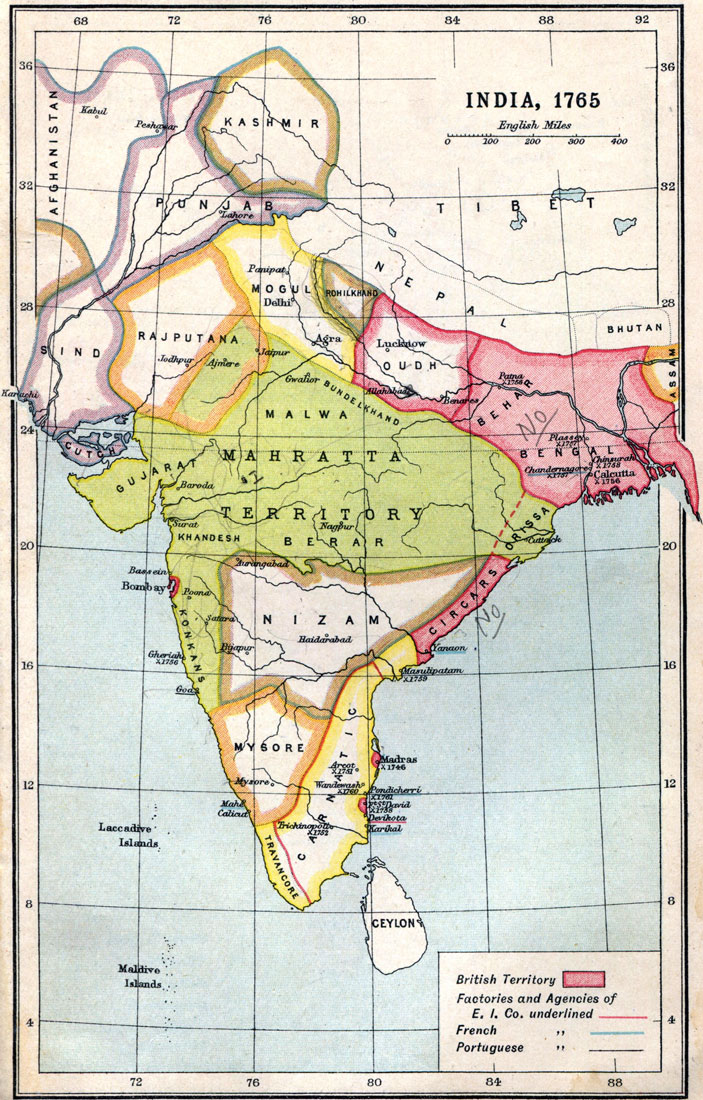 68 72 76 80 84 88 92
36
36
INDIA, 1765
English Miles
0 100 200 300 400
AFGHANISTAN
Kabul
Peshawar
KASHMIR
32
32
PUNJAB
Lahore
TIBET
Panipat
MOGUL
Delhi
ROHILKHAND
NEPAL
28
28
BHUTAN
SIND
RAJPUTANA
Jodhpur
Ajmere
Jaipur
Agra
Lucknow
OUDH
ASSAM
Gwalior
BUNDELKHAND
Allahabad
Benares
Patna
X1758
BEHAR
No
Karachi
CUTCH
24
24
MALWA
MAHRATTA
Plassey
X1757
BENGAL
Chinsurah
X1758
Chandernagore
X1757
Calcutta
X1756
GUJARAT
Baroda
TERRITORY
Surat
Nagpur
KHANDESH
BERAR
ORISSA
Cuttack
20
20
Aurangabad
Bassein
Bombay
Poona
CIRCARS
No
NIZAM
Satara
Haidarabad
KONKANS
Gheriah
X1756
Bijapur
Yanaon
16
16
Masulipatam
X1759
Goa
MYSORE
Mysore
CARNATIC
Arcot
X1751
Madras
X1746
Wandewash
X1760
12
12
Pondicherri
X1761
Ft. St. David
X1758
Devikota
Karikal
Mahé
Calicut
Trichinopoli
X1752
Laccadive
Islands
TRAVANCORE
8
8
CEYLON
Maldive
Islands
4
4
British Territory
Factories and Agencies of
E. I. Co. underlined
French ,,
Portuguese ,,
72 76 80 84 88